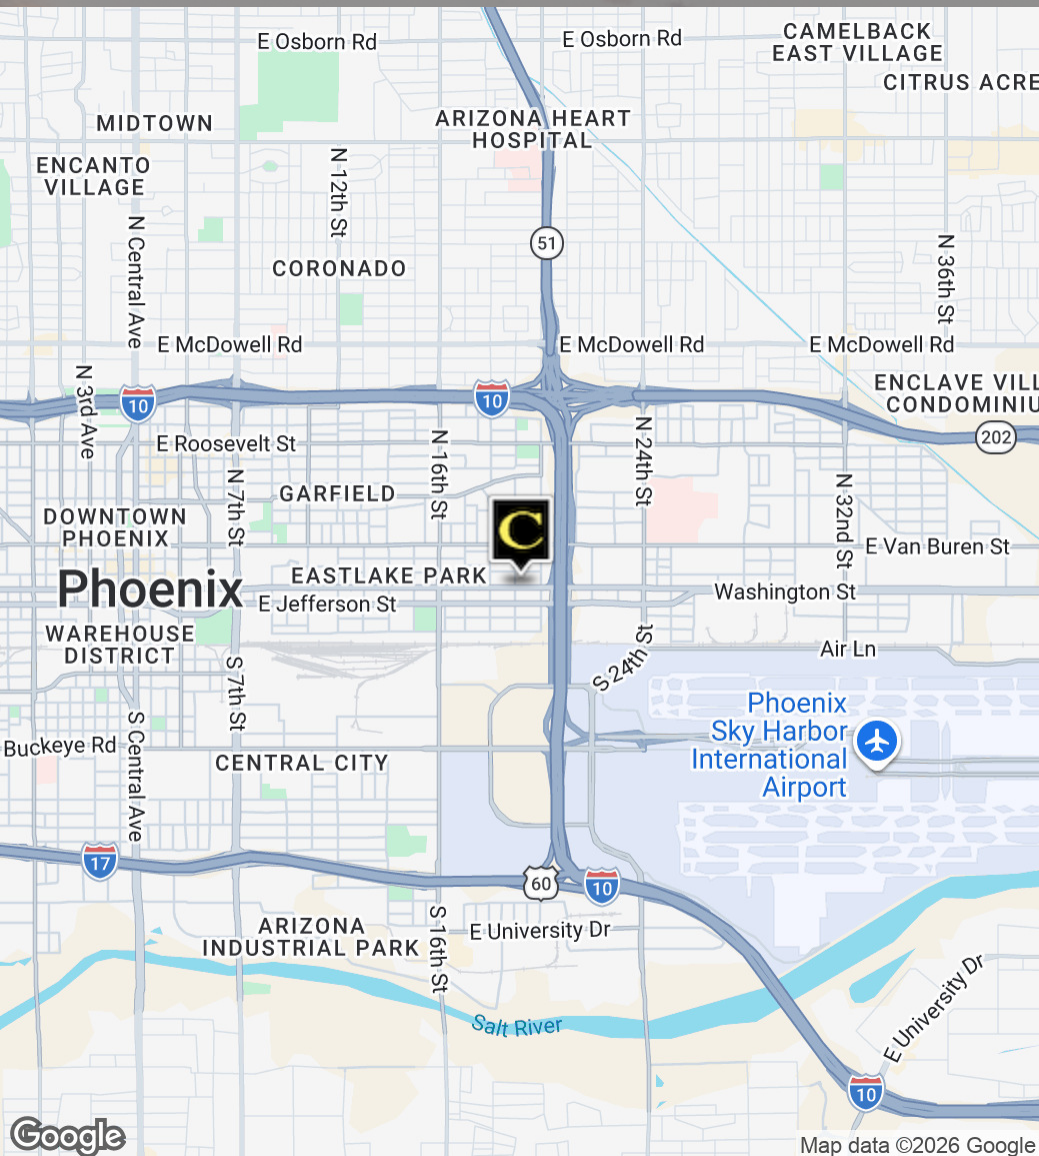 E Osborn Rd
E Osborn Rd
CAMELBACK
EAST VILLAGE
CITRUS ACRE
MIDTOWN
ARIZONA HEART
HOSPITAL
ENCANTO
VILLAGE
N 12th St
N Central Ave
51
N 36th St
CORONADO
E McDowell Rd
E McDowell Rd
E McDowell Rd
N 3rd Ave
10
10
ENCLAVE VILL
CONDOMINIU
202
E Roosevelt St
N 16th St
N 24th St
N 7th St
GARFIELD
N 32nd St
DOWNTOWN
PHOENIX
C
E Van Buren St
EASTLAKE PARK
Phoenix
E Jefferson St
Washington St
WAREHOUSE
DISTRICT
S 24th St
Air Ln
S 7th St
Phoenix
Sky Harbor
International
Airport
S Central Ave
Buckeye Rd
CENTRAL CITY
17
60
10
S 16th St
ARIZONA
INDUSTRIAL PARK
E University Dr
E University Dr
Salt River
10
Google
Map data ©2026 Google